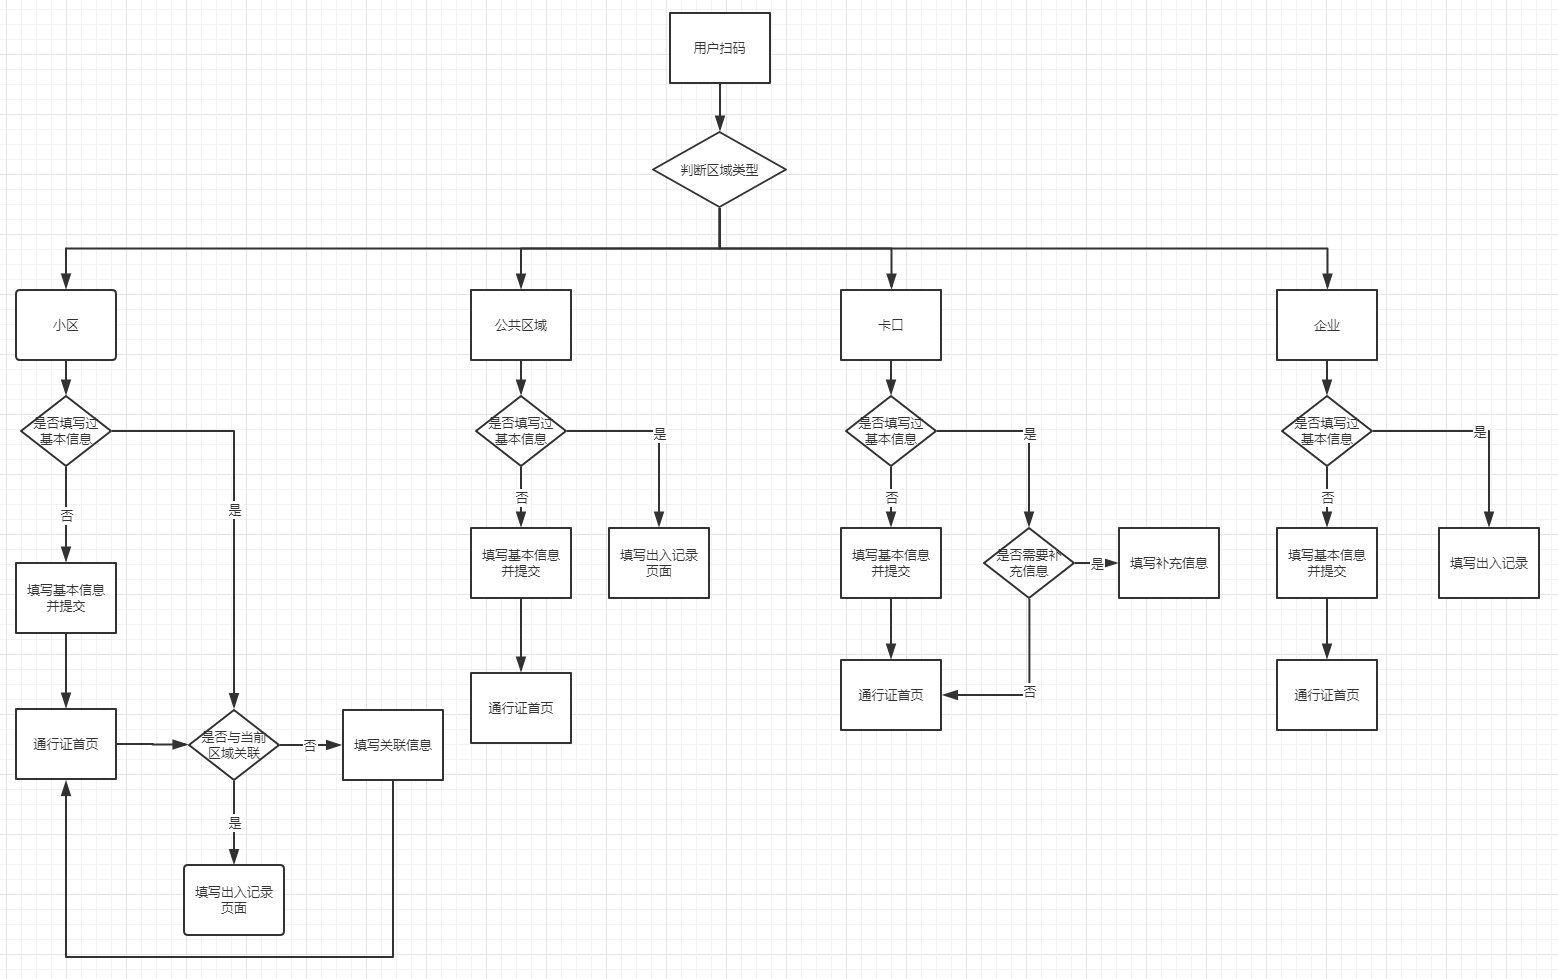 用户扫码
判断区域类型
小区
公共区域
卡口
企业
是否填写过
基本信息
是否填写过
基本信息
是否填写过
基本信息
是否填写过
基本信息
是
是
是
否
否
否
是
否
填写基本信息
并提交
填写出入记录
页面
填写基本信息
并提交
是否需要补
充信息
是
填写补充信息
填写基本信息
并提交
填写出入记录
填写基本信息
并提交
通行证首页
否
通行证首页
通行证首页
通行证首页
是否与当前
区域关联
否
填写关联信息
是
填写出入记录
页面